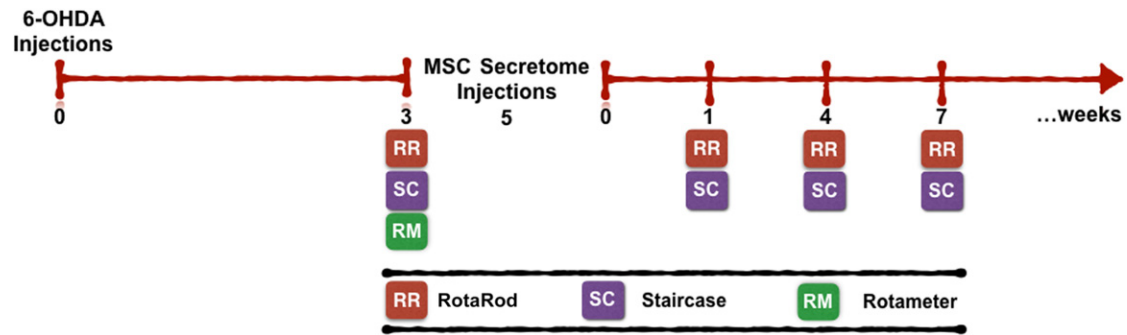 6-OHDA
Injections
MSC Secretome
Injections
0
3
5
0
1
4
7
...weeks
RR
RR
RR
RR
SC
SC
SC
SC
RM
RR RotaRod
SC Staircase
RM Rotameter